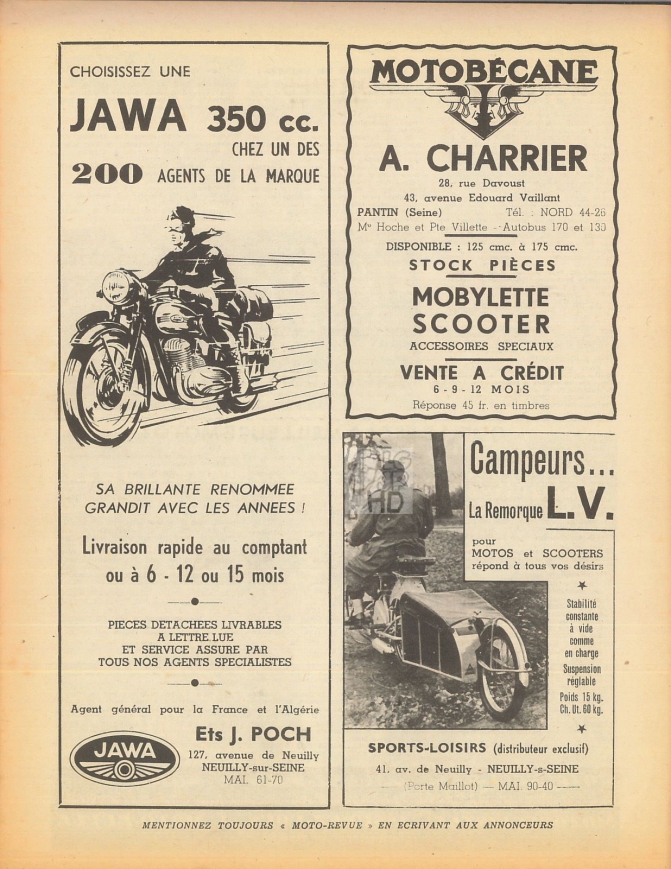 CHOISISSEZ UNE
JAWA 350 cc.
CHEZ UN DES
200 AGENTS DE LA MARQUE
SA BRILLANTE RENOMMEE
GRANDIT AVEC LES ANNEES !
Livraison rapide au comptant
ou à 6 - 12 ou 15 mois
PIECES DETACHEES LIVRABLES
A LETTRE LUE
ET SERVICE ASSURE PAR
TOUS NOS AGENTS SPECIALISTES
Agent général pour la France et l'Algérie
JAWA
Ets J. POCH
127, avenue de Neuilly
NEUILLY-sur-SEINE
MAI. 61-70
MOTOBÉCANE
A. CHARRIER
28, rue Davoust
43, avenue Edouard Vaillant
PANTIN (Seine) Tél. : NORD 44-26
Mº Hoche et Pte Villette - Autobus 170 et 130
DISPONIBLE : 125 cmc. à 175 cmc.
STOCK PIÈCES
MOBYLETTE
SCOOTER
ACCESSOIRES SPECIAUX
VENTE A CRÉDIT
6 - 9 - 12 MOIS
Réponse 45 fr. en timbres
HD
Campeurs...
La Remorque L.V.
pour
MOTOS et SCOOTERS
répond à tous vos désirs
Stabilité
constante
à vide
comme
en charge
Suspension
réglable
Poids 15 kg.
Ch. Ut. 60 kg.
SPORTS-LOISIRS (distributeur exclusif)
41, av. de Neuilly - NEUILLY-s-SEINE
(Porte Maillot) — MAI. 90-40
MENTIONNEZ TOUJOURS « MOTO-REVUE » EN ECRIVANT AUX ANNONCEURS